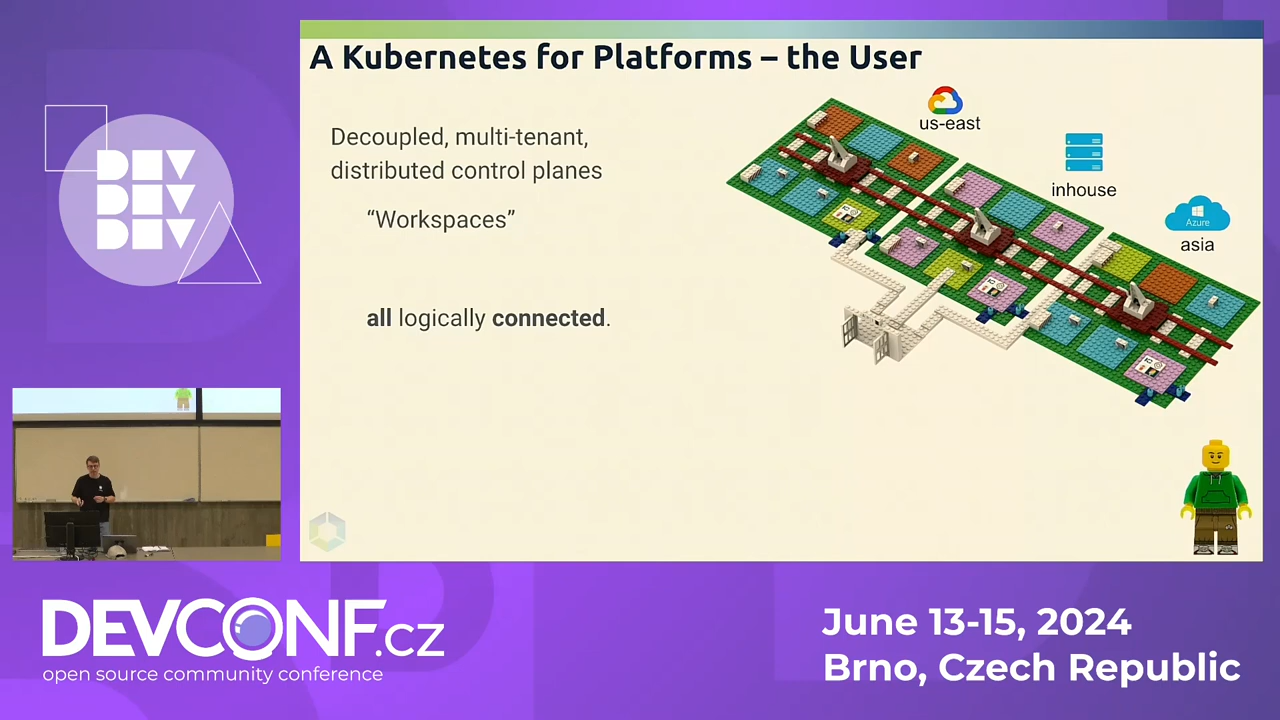 DEV
DEV
DEV
A Kubernetes for Platforms – the User
Decoupled, multi-tenant,
distributed control planes
“Workspaces”
all logically connected.
us-east
inhouse
Azure
asia
DEVCONF.cz
open source community conference
June 13-15, 2024
Brno, Czech Republic